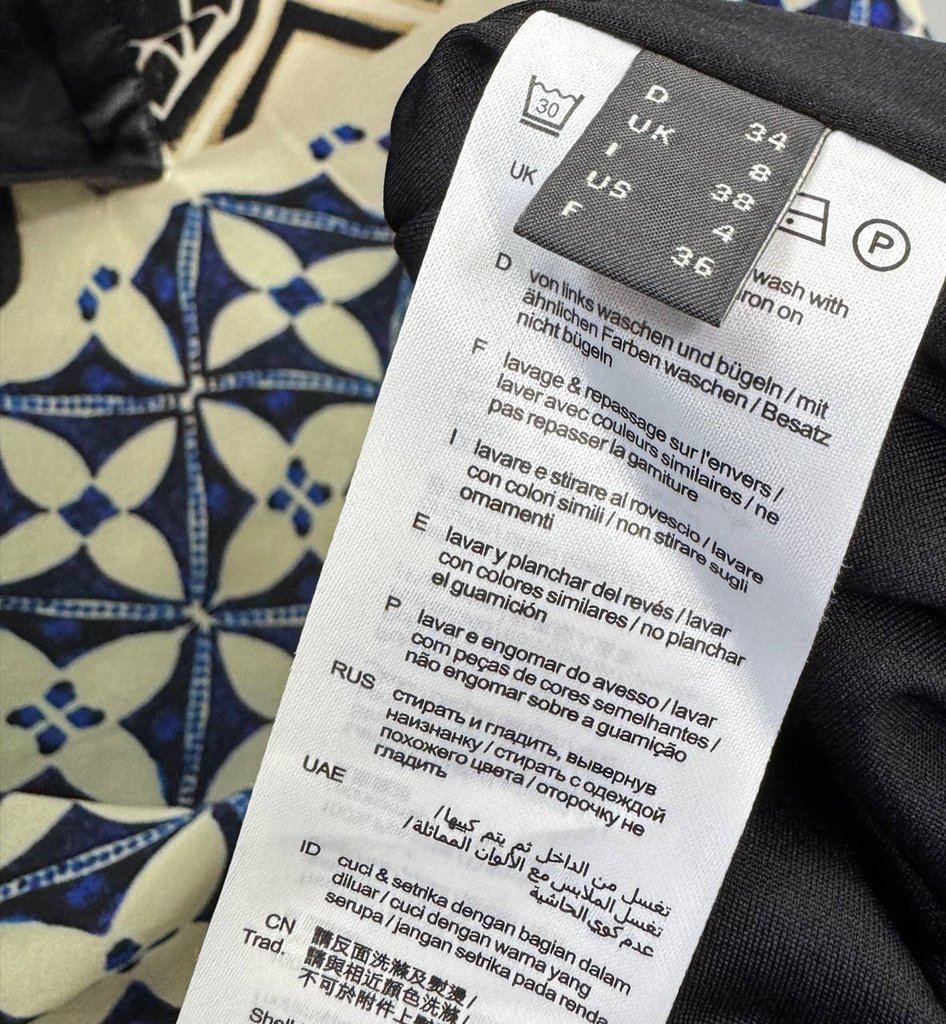 30
D 34
UK 8
I 38
US 4
F 36
P
UK
wash with
iron on
D von links waschen und bügeln / mit
ähnlichen Farben waschen / Besatz
nicht bügeln
F lavage & repassage sur l'envers /
laver avec couleurs similaires / ne
pas repasser la garniture
I lavare e stirare al rovescio / lavare
con colori simili / non stirare sugli
ornamenti
E lavar y planchar del revés / lavar
con colores similares / no planchar
el guarnición
P lavar e engomar do avesso / lavar
com peças de cores semelhantes /
não engomar sobre a guarnição
RUS стирать и гладить, вывернув
наизнанку / стирать с одеждой
похожего цвета / оторочку не
гладить
UAE
تغسل من الداخل ثم يتم كيها /
تغسل الملابس مع الألوان المماثلة /
عدم كوي الحاشية
ID cuci & setrika dengan bagian dalam
diluar / cuci dengan warna yang
serupa / jangan setrika pada renda
CN 請反面洗滌及熨燙 /
Trad. 請與相近顏色洗滌 /
不可於附件上
Shell